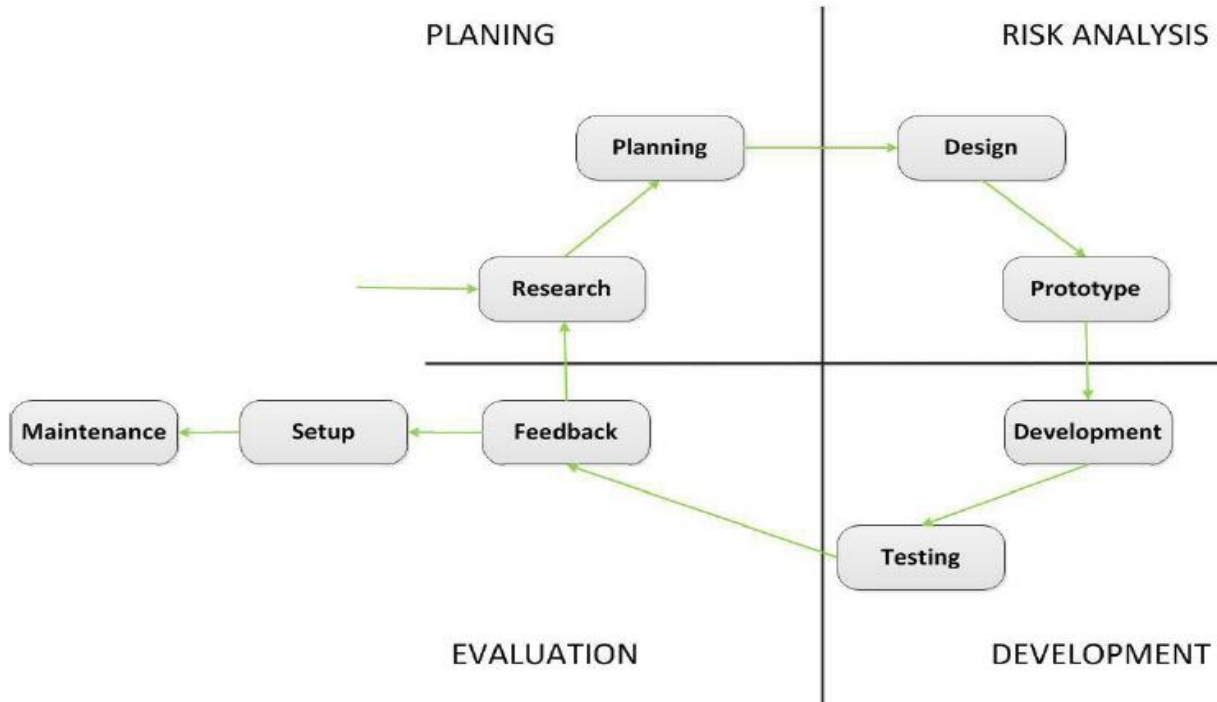 PLANING
RISK ANALYSIS
Planning
Design
Research
Prototype
Maintenance
Setup
Feedback
Development
Testing
EVALUATION
DEVELOPMENT